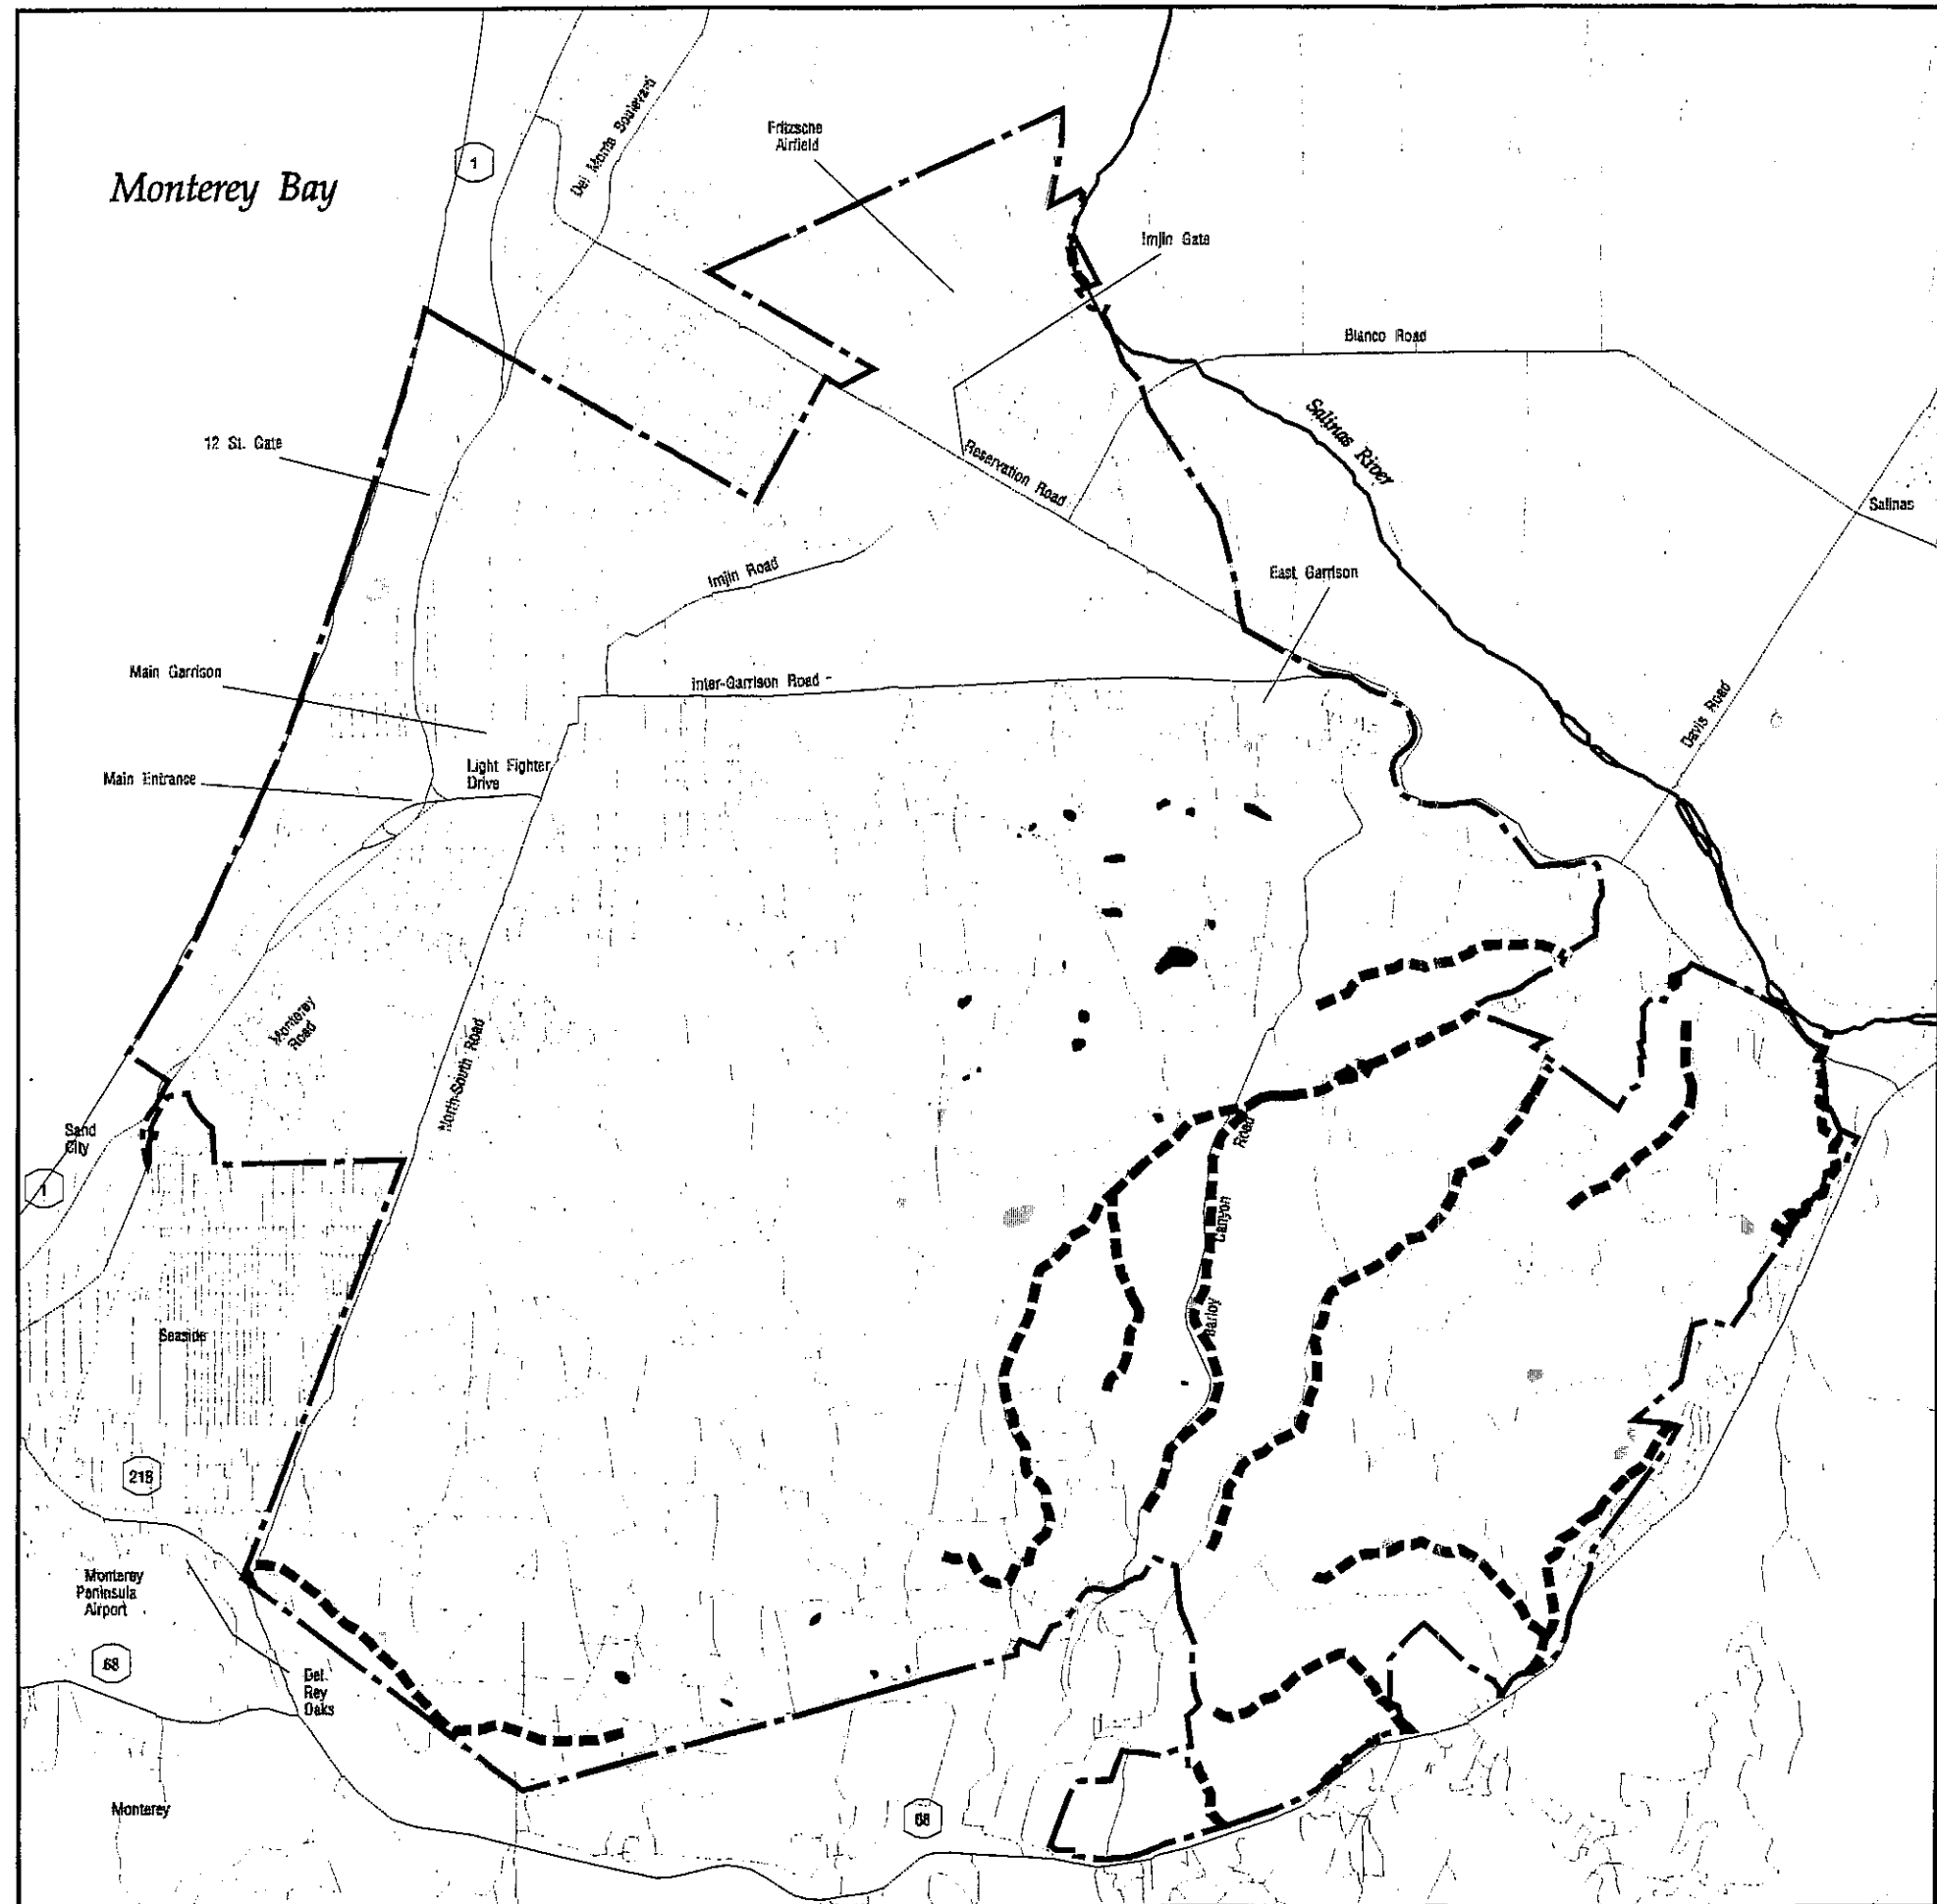 Monterey Bay
1
Del Monte Boulevard
Fritzsche
Airfield
Imjin Gate
Blanco Road
Salinas River
12 St. Gate
Reservation Road
Salinas
Imjin Road
East Garrison
Main Garrison
Inter-Garrison Road
Davis Road
Main Entrance
Light Fighter
Drive
Monterey
Road
North-South Road
Sand
City
1
Road
Canyon
Barloy
Seaside
218
Monterey
Peninsula
Airport
68
Del
Rey
Oaks
Monterey
68